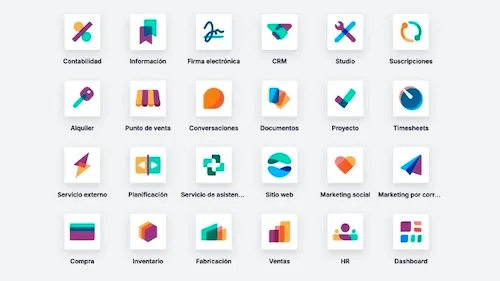 Contabilidad
Información
Firma electrónica
CRM
Studio
Suscripciones
Alquiler
Punto de venta
Conversaciones
Documentos
Proyecto
Timesheets
Servicio externo
Planificación
Servicio de asisten...
Sitio web
Marketing social
Marketing por corr...
Compra
Inventario
Fabricación
Ventas
HR
Dashboard